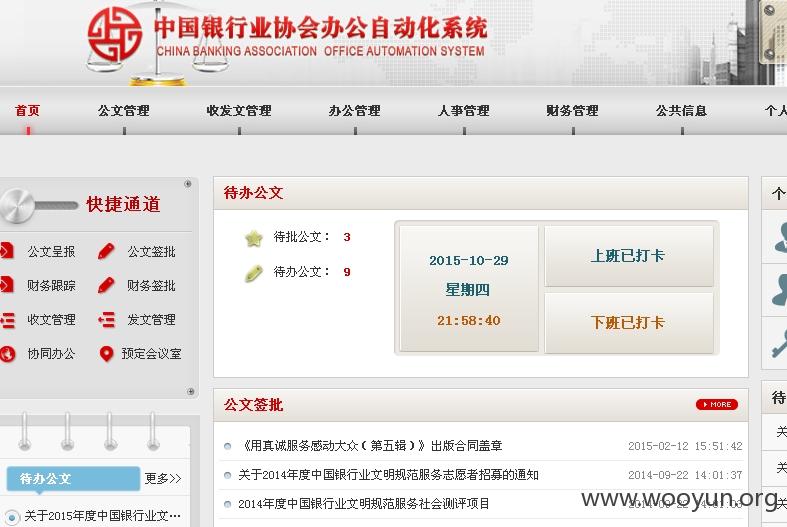 中国银行业协会办公自动化系统
CHINA BANKING ASSOCIATION OFFICE AUTOMATION SYSTEM
首页 公文管理 收发文管理 办公管理 人事管理 财务管理 公共信息 个人
快捷通道
公文呈报 公文签批
财务跟踪 财务签批
收文管理 发文管理
协同办公 预定会议室
待办公文 更多>>
关于2015年度中国银行业文…
待办公文
待批公文： 3
待办公文： 9
2015-10-29
星期四
21:58:40
上班已打卡
下班已打卡
公文签批 MORE
《用真诚服务感动大众（第五辑）》出版合同盖章 2015-02-12 15:51:42
关于2014年度中国银行业文明规范服务志愿者招募的通知 2014-09-22 14:01:37
2014年度中国银行业文明规范服务社会测评项目
个
待
关
关
关
www.wooyun.org